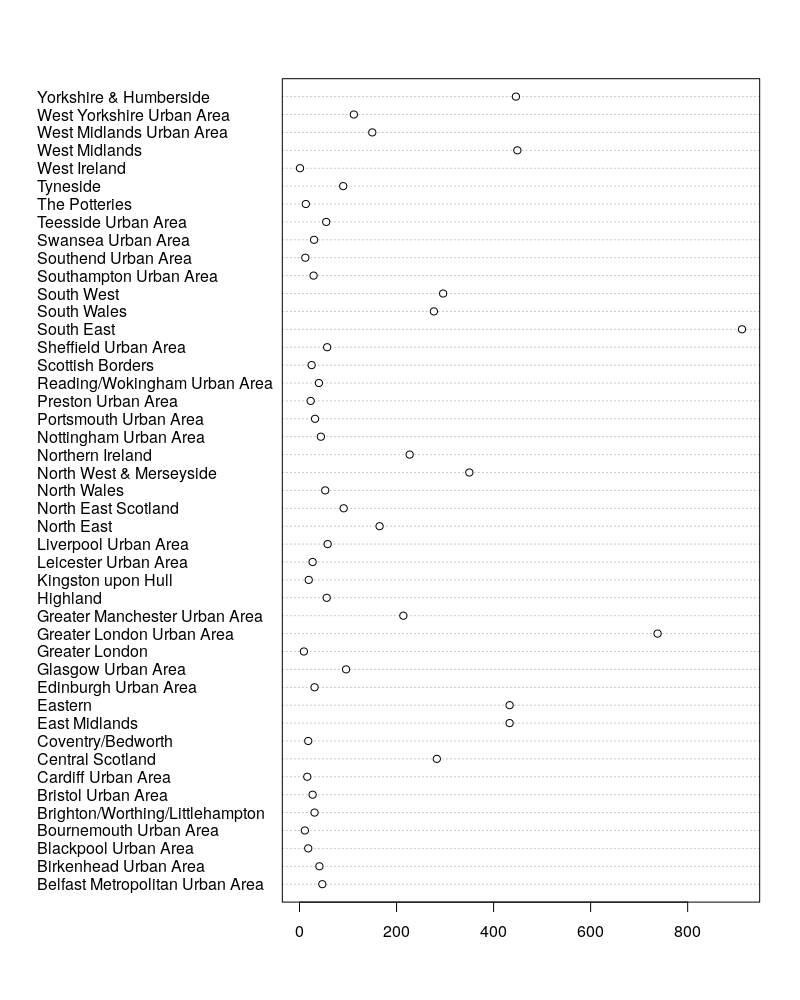 Yorkshire & Humberside
West Yorkshire Urban Area
West Midlands Urban Area
West Midlands
West Ireland
Tyneside
The Potteries
Teesside Urban Area
Swansea Urban Area
Southend Urban Area
Southampton Urban Area
South West
South Wales
South East
Sheffield Urban Area
Scottish Borders
Reading/Wokingham Urban Area
Preston Urban Area
Portsmouth Urban Area
Nottingham Urban Area
Northern Ireland
North West & Merseyside
North Wales
North East Scotland
North East
Liverpool Urban Area
Leicester Urban Area
Kingston upon Hull
Highland
Greater Manchester Urban Area
Greater London Urban Area
Greater London
Glasgow Urban Area
Edinburgh Urban Area
Eastern
East Midlands
Coventry/Bedworth
Central Scotland
Cardiff Urban Area
Bristol Urban Area
Brighton/Worthing/Littlehampton
Bournemouth Urban Area
Blackpool Urban Area
Birkenhead Urban Area
Belfast Metropolitan Urban Area
0 200 400 600 800